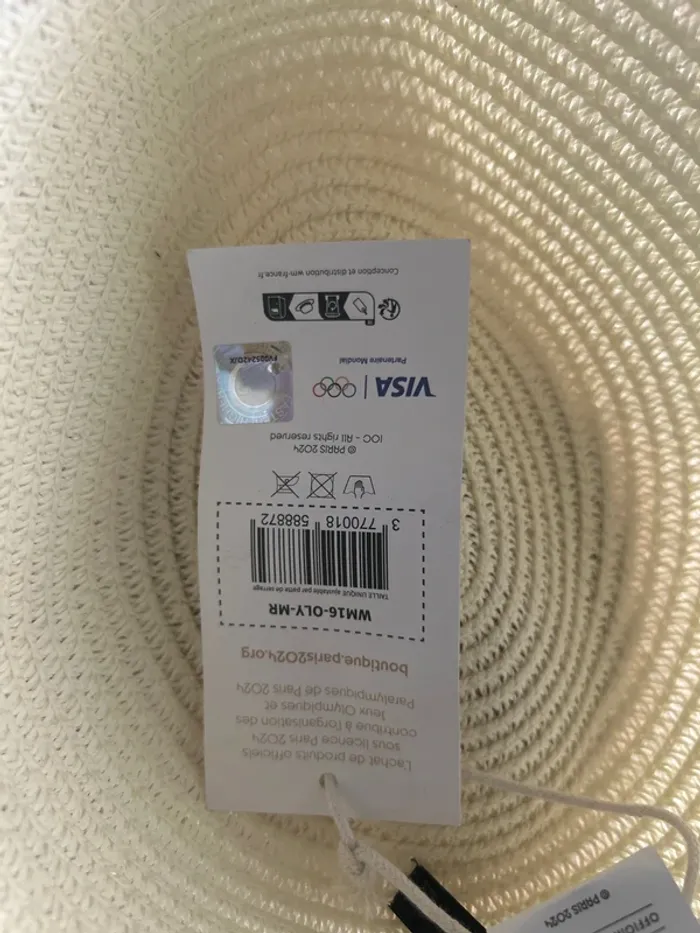 L'achat de produits officiels
sous licence Paris 2024
contribue à l'organisation des
Jeux Olympiques et
Paralympiques de Paris 2024
boutique.paris2024.org
WM16-OLY-MR
TAILLE UNIQUE ajustable par patte de serrage
3 770018 588872
© PARIS 2024
IOC - All rights reserved
VISA
Partenaire Mondial
Conception et distribution wm-france.fr
© PARIS 2024